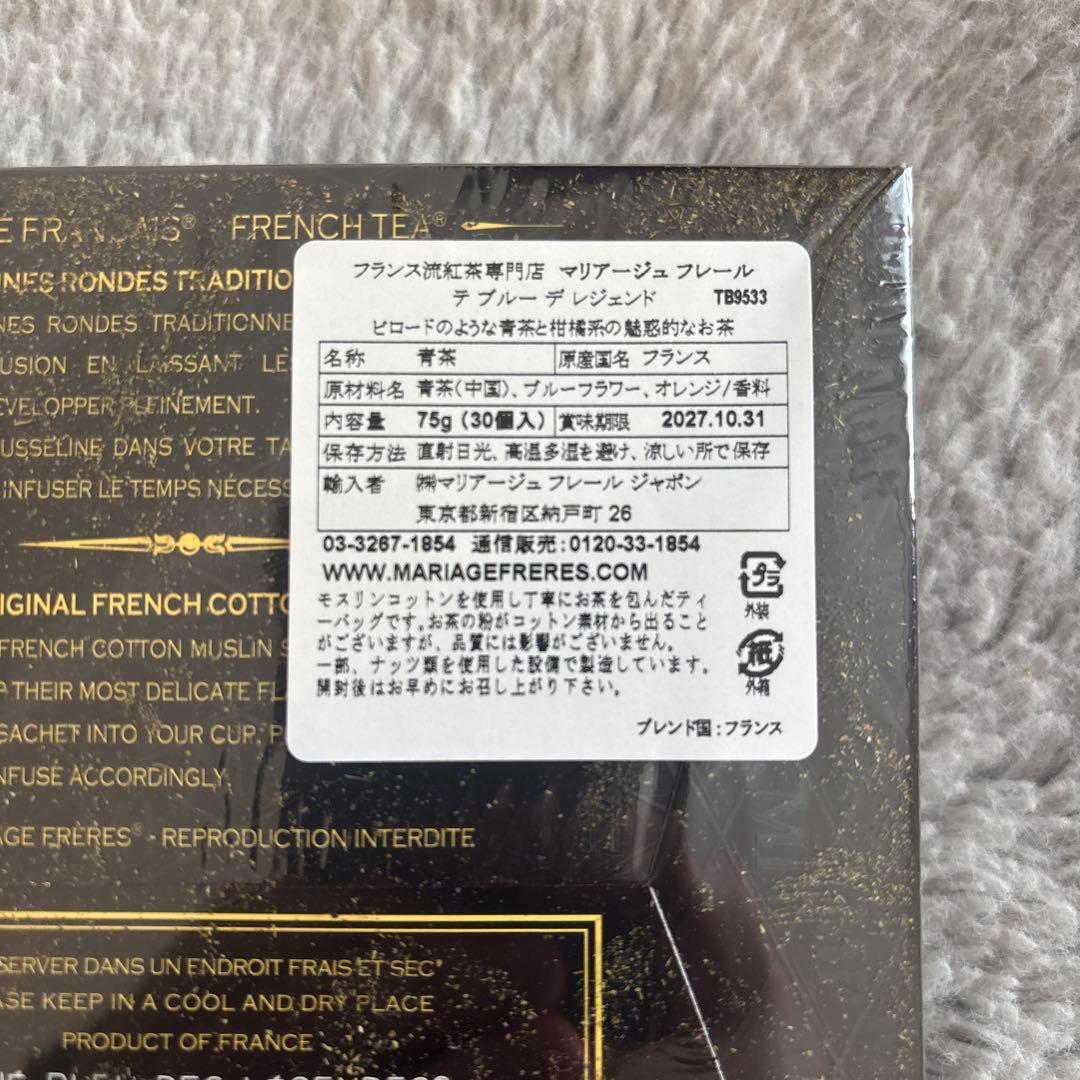 FRENCH TEA®
フランス流紅茶専門店 マリアージュ フレール
テ ブルー デ レジェンド TB9533
ビロードのような青茶と柑橘系の魅惑的なお茶
名称 青茶 原産国名 フランス
原材料名 青茶(中国)、ブルーフラワー、オレンジ/香料
内容量 75g(30個入) 賞味期限 2027.10.31
保存方法 直射日光、高温多湿を避け、涼しい所で保存
輸入者 ㈱マリアージュ フレール ジャポン
東京都新宿区納戸町 26
03-3267-1854 通信販売:0120-33-1854
WWW.MARIAGEFRERES.COM
モスリンコットンを使用し丁寧にお茶を包んだティ
ーバッグです。お茶の粉がコットン素材から出ること
がございますが、品質には影響がございません。
一部、ナッツ類を使用した設備で製造しています。
開封後はお早めにお召し上がり下さい。
プラ
外装
紙
外箱
ブレンド国:フランス
NES RONDES TRADITIO
NES RONDES TRADITIONNE
USION EN LAISSANT LE
EVELOPPER PLEINEMENT.
USSELINE DANS VOTRE TA
INFUSER LE TEMPS NÉCESS
IGINAL FRENCH COTTO
FRENCH COTTON MUSLIN S
P THEIR MOST DELICATE FL
SACHET INTO YOUR CUP, P
NFUSE ACCORDINGLY.
AGE FRÈRES® - REPRODUCTION INTERDITE
SERVER DANS UN ENDROIT FRAIS ET SEC
ASE KEEP IN A COOL AND DRY PLACE
PRODUCT OF FRANCE